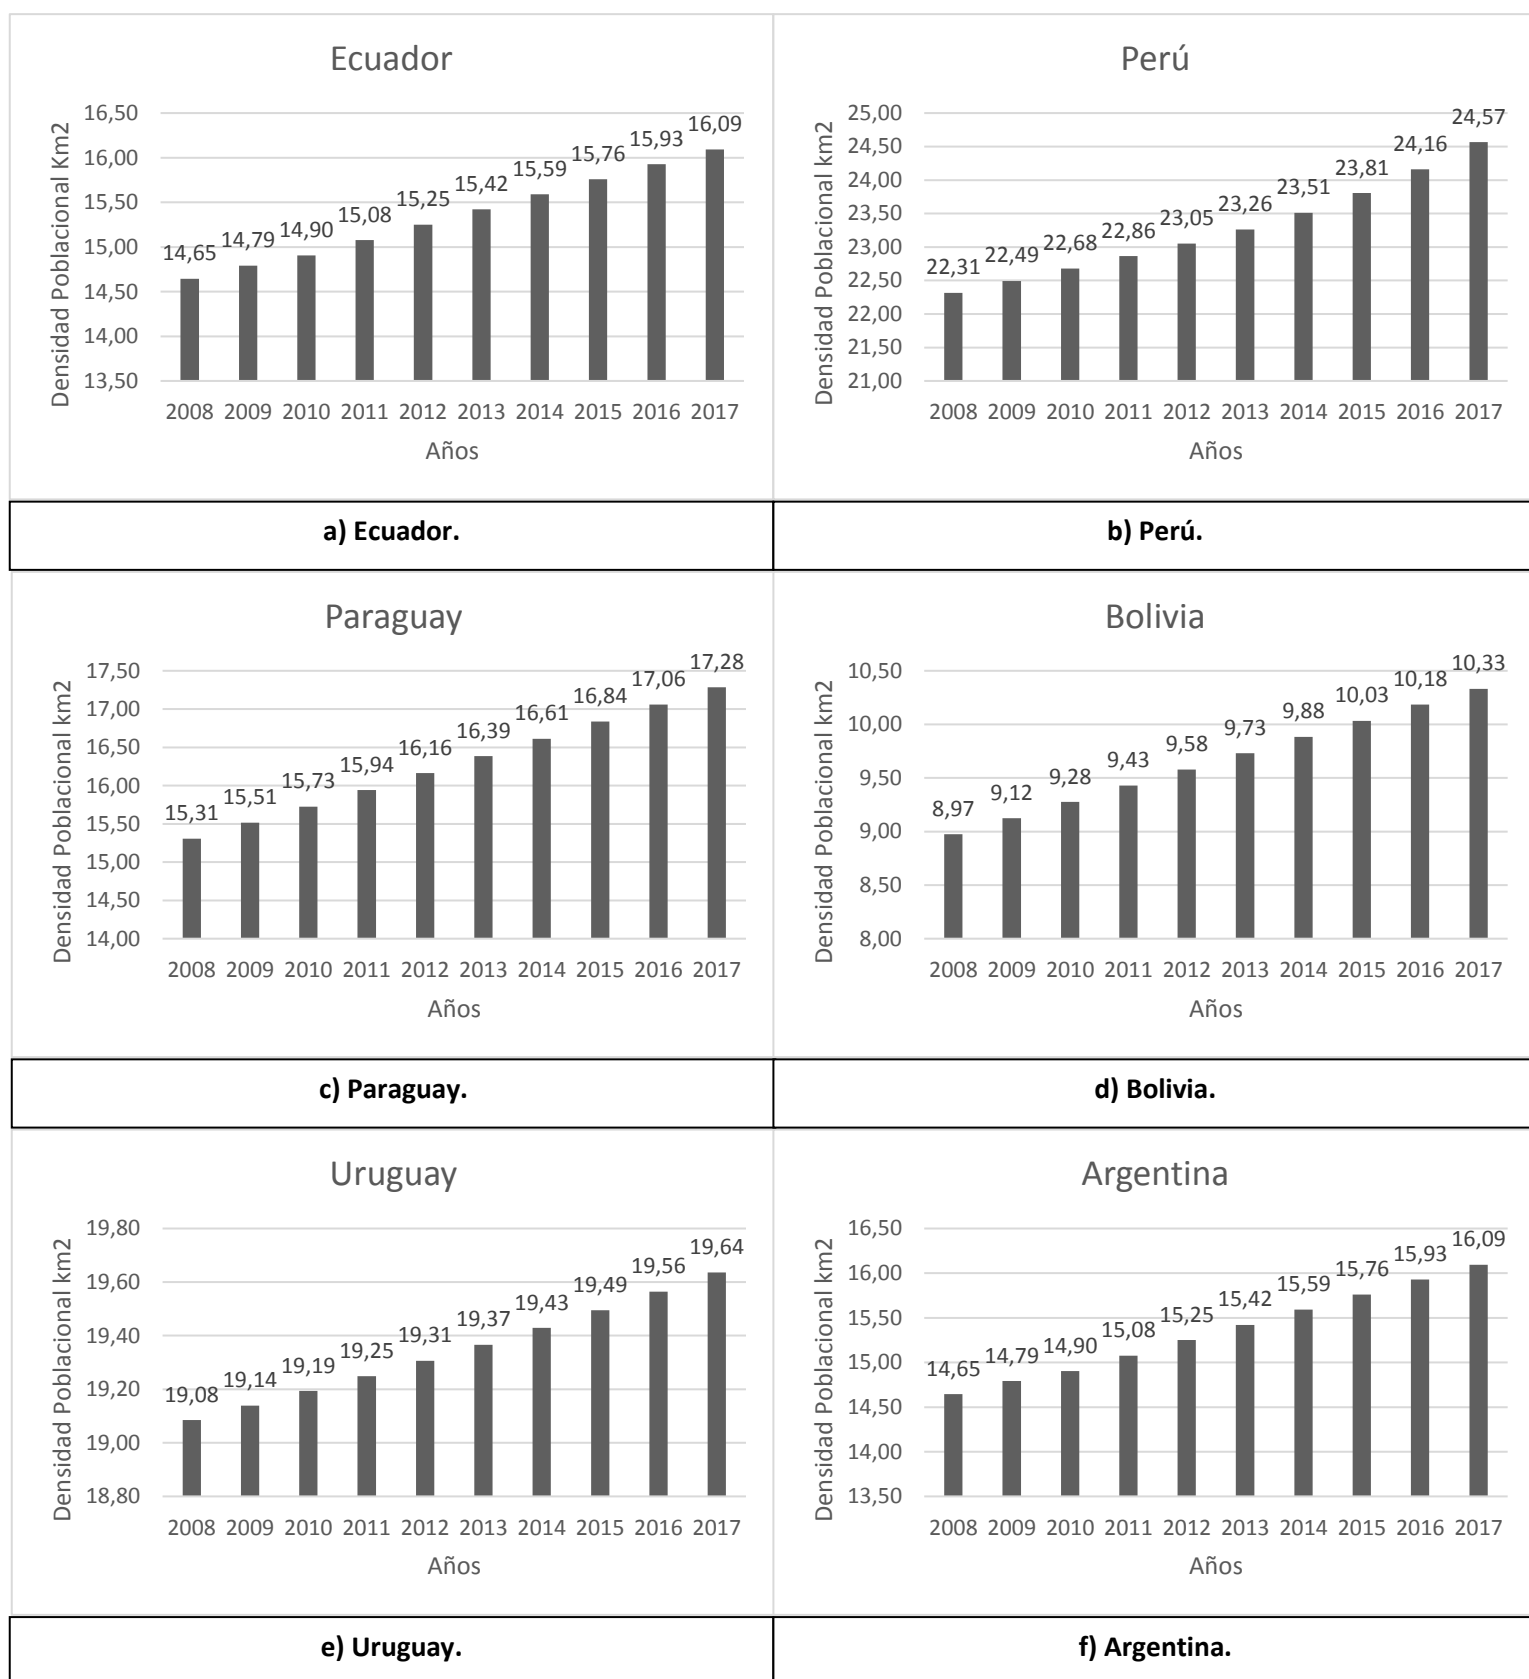 Ecuador
Densidad Poblacional Km2
16,50
16,00
15,50
15,00
14,50
14,00
13,50
14,65 14,79 14,90 15,08 15,25 15,42 15,59 15,76 15,93 16,09
2008 2009 2010 2011 2012 2013 2014 2015 2016 2017
Años
Perú
Densidad Poblacional km2
25,00
24,50
24,00
23,50
23,00
22,50
22,00
21,50
21,00
22,31 22,49 22,68 22,86 23,05 23,26 23,51 23,81 24,16 24,57
2008 2009 2010 2011 2012 2013 2014 2015 2016 2017
Años
a) Ecuador.
b) Perú.
Paraguay
Densidad Poblacional km2
17,50
17,00
16,50
16,00
15,50
15,00
14,50
14,00
15,31 15,51 15,73 15,94 16,16 16,39 16,61 16,84 17,06 17,28
2008 2009 2010 2011 2012 2013 2014 2015 2016 2017
Años
Bolivia
Densidad Poblacional km2
10,50
10,00
9,50
9,00
8,50
8,00
8,97 9,12 9,28 9,43 9,58 9,73 9,88 10,03 10,18 10,33
2008 2009 2010 2011 2012 2013 2014 2015 2016 2017
Años
c) Paraguay.
d) Bolivia.
Uruguay
Densidad Poblacional km2
19,80
19,60
19,40
19,20
19,00
18,80
19,08 19,14 19,19 19,25 19,31 19,37 19,43 19,49 19,56 19,64
2008 2009 2010 2011 2012 2013 2014 2015 2016 2017
Años
Argentina
Densidad Poblacional km2
16,50
16,00
15,50
15,00
14,50
14,00
13,50
14,65 14,79 14,90 15,08 15,25 15,42 15,59 15,76 15,93 16,09
2008 2009 2010 2011 2012 2013 2014 2015 2016 2017
Años
e) Uruguay.
f) Argentina.